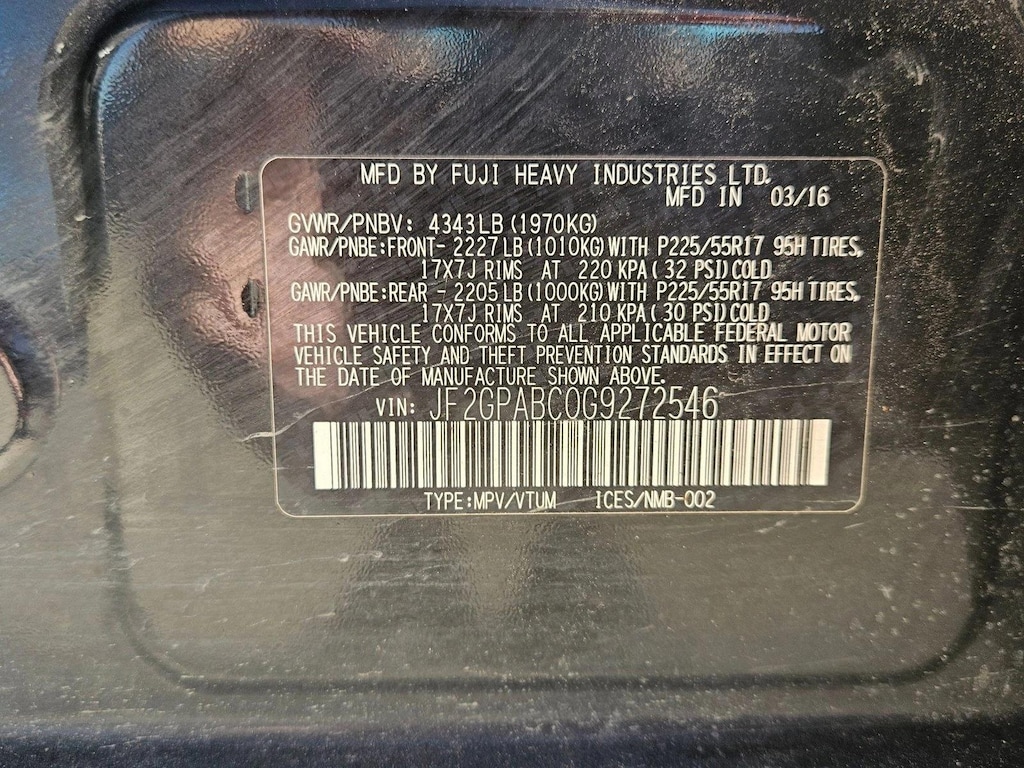 MFD BY FUJI HEAVY INDUSTRIES LTD.
MFD IN 03/16
GVWR/PNBV: 4343LB (1970KG)
GAWR/PNBE:FRONT- 2227 LB (1010KG) WITH P225/55R17 95H TIRES,
17X7J RIMS AT 220 KPA ( 32 PSI) COLD
GAWR/PNBE:REAR - 2205 LB (1000KG) WITH P225/55R17 95H TIRES,
17X7J RIMS AT 210 KPA ( 30 PSI) COLD
THIS VEHICLE CONFORMS TO ALL APPLICABLE FEDERAL MOTOR
VEHICLE SAFETY AND THEFT PREVENTION STANDARDS IN EFFECT ON
THE DATE OF MANUFACTURE SHOWN ABOVE.
VIN: JF2GPABC0G9272546
TYPE:MPV/VTUM ICES/NMB-002